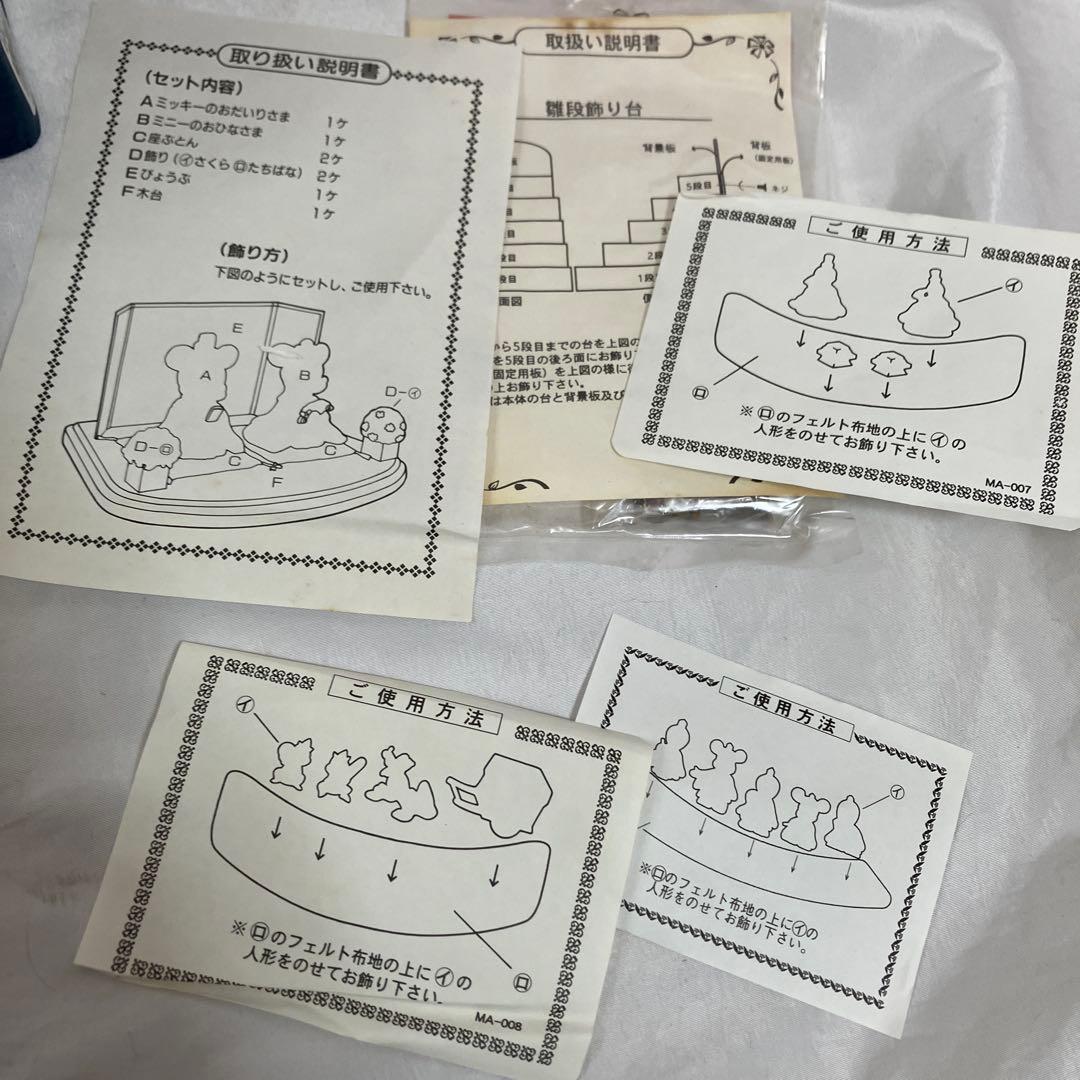 取り扱い説明書
(セット内容)
Aミッキーのおだいりさま 1ケ
Bミニーのおひなさま 1ケ
C座ぶとん 2ケ
D飾り(㋑さくら ㋺たちばな) 2ケ
Eびょうぶ 1ケ
F木台 1ケ
(飾り方)
下図のようにセットし、ご使用下さい。
E
A
B
D-㋑
D-㋺
C
C
F
取扱い説明書
雛段飾り台
背景板
背板
(固定用板)
5段目
ネジ
3
2段
1段
段目
段目
面図
側
から5段目までの台を上図の
を5段目の後ろ面にお飾り
固定用板)を上図の様に
上お飾り下さい。
は本体の台と背景板及び
ご使用方法
㋑
㋺
※㋺のフェルト布地の上に㋑の
人形をのせてお飾り下さい。
MA-007
ご使用方法
㋑
※㋺のフェルト布地の上に㋑の
人形をのせてお飾り下さい。
㋺
MA-008
ご使用方法
㋑
※㋺のフェルト布地の上に㋑の
人形をのせてお飾り下さい。